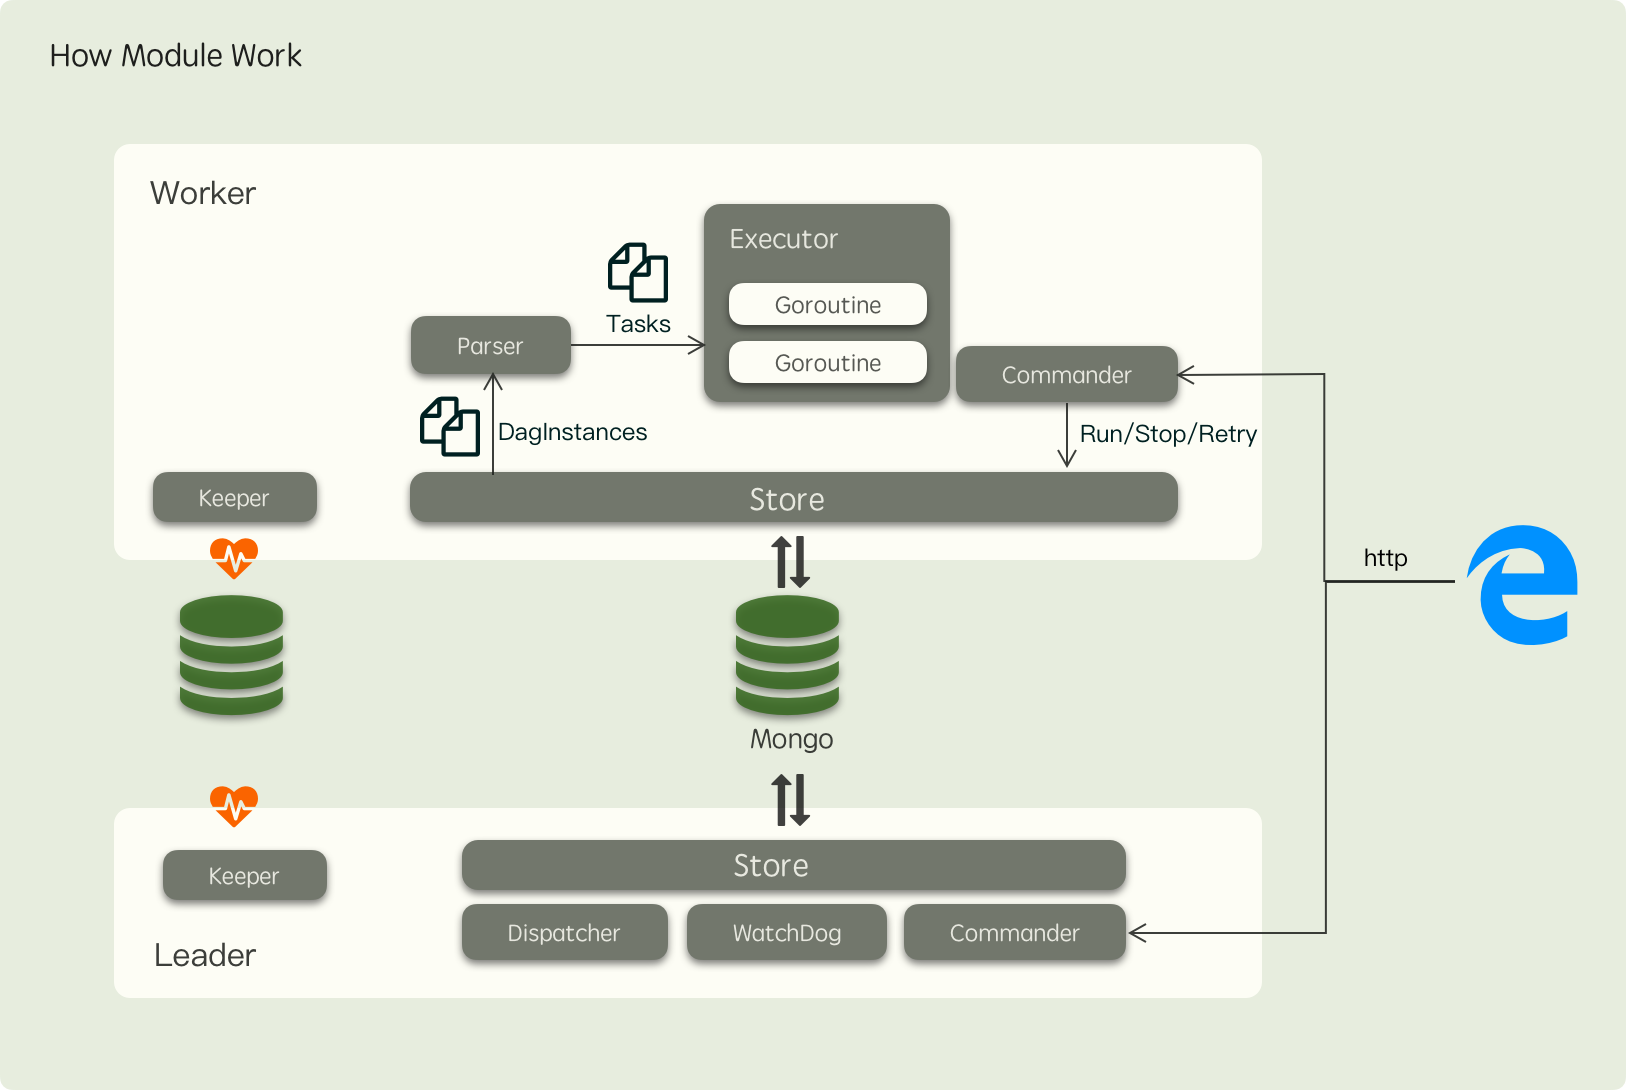 How Module Work
Worker
Executor
Goroutine
Goroutine
Tasks
Parser
Commander
DagInstances
Run/Stop/Retry
Keeper
Store
http
Mongo
Store
Keeper
Dispatcher
WatchDog
Commander
Leader